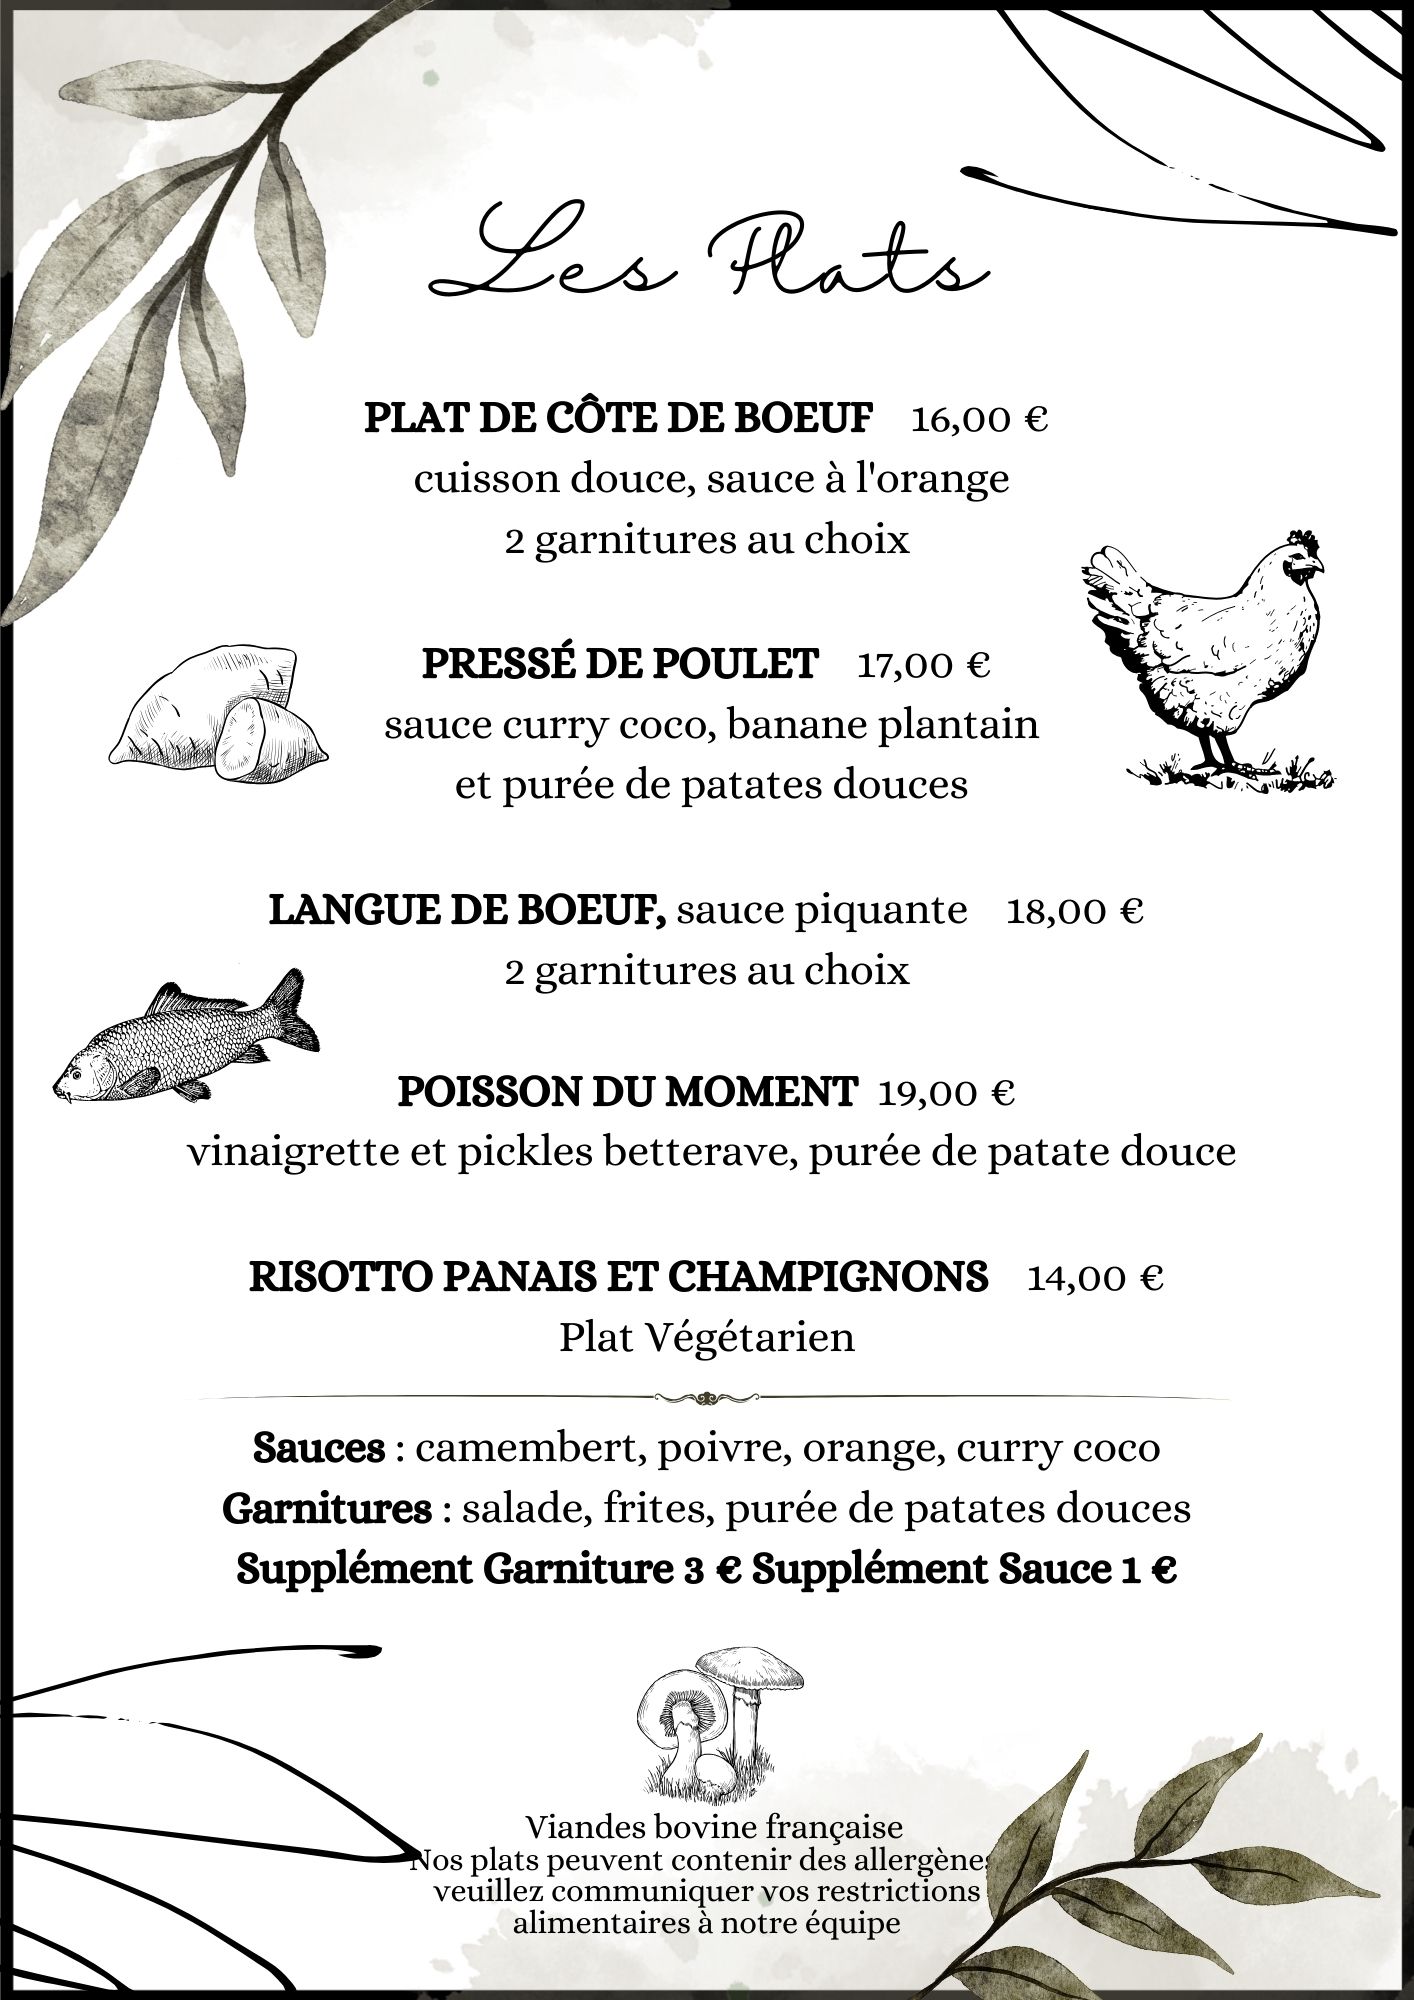 Les Plats
PLAT DE CÔTE DE BOEUF 16,00 €
cuisson douce, sauce à l'orange
2 garnitures au choix
PRESSÉ DE POULET 17,00 €
sauce curry coco, banane plantain
et purée de patates douces
LANGUE DE BOEUF, sauce piquante 18,00 €
2 garnitures au choix
POISSON DU MOMENT 19,00 €
vinaigrette et pickles betterave, purée de patate douce
RISOTTO PANAIS ET CHAMPIGNONS 14,00 €
Plat Végétarien
Sauces : camembert, poivre, orange, curry coco
Garnitures : salade, frites, purée de patates douces
Supplément Garniture 3 € Supplément Sauce 1 €
Viandes bovine française
Nos plats peuvent contenir des allergènes
veuillez communiquer vos restrictions
alimentaires à notre équipe